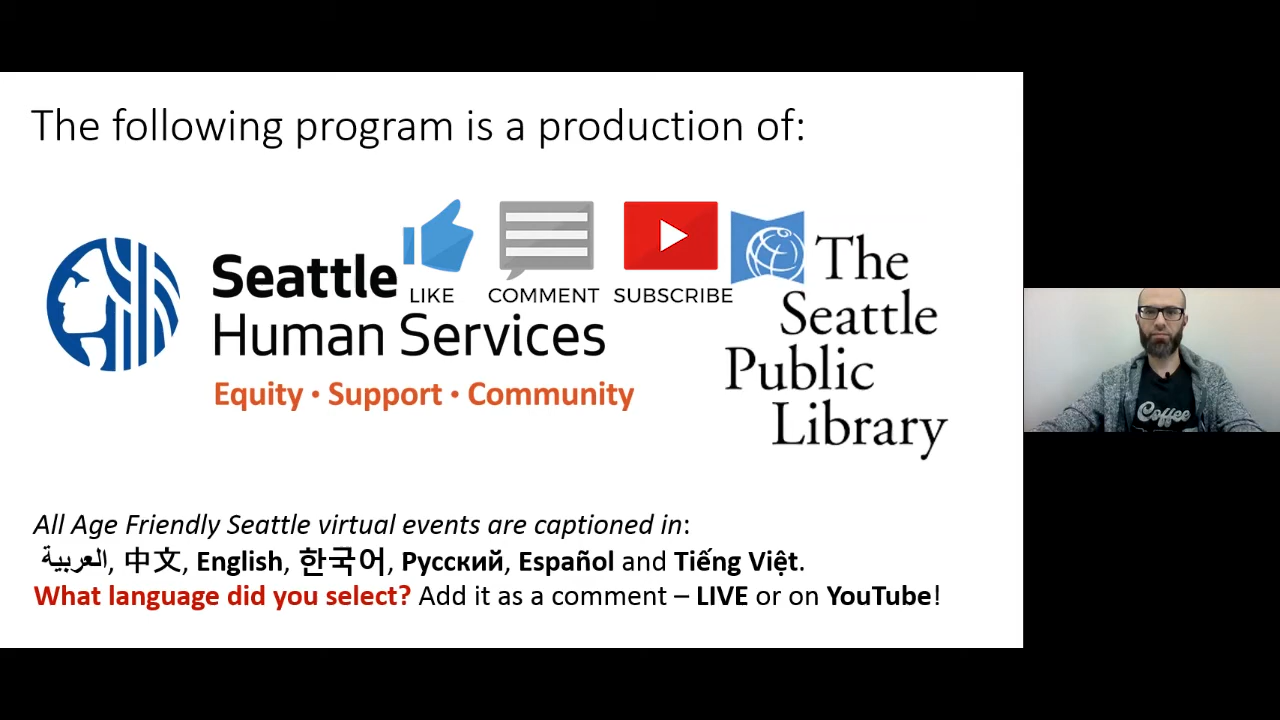 The following program is a production of:
Seattle
Human Services
Equity • Support • Community
LIKE
COMMENT
SUBSCRIBE
The
Seattle
Public
Library
All Age Friendly Seattle virtual events are captioned in:
العربية, 中文, English, 한국어, Русский, Español and Tiếng Việt.
What language did you select? Add it as a comment – LIVE or on YouTube!
Coffee